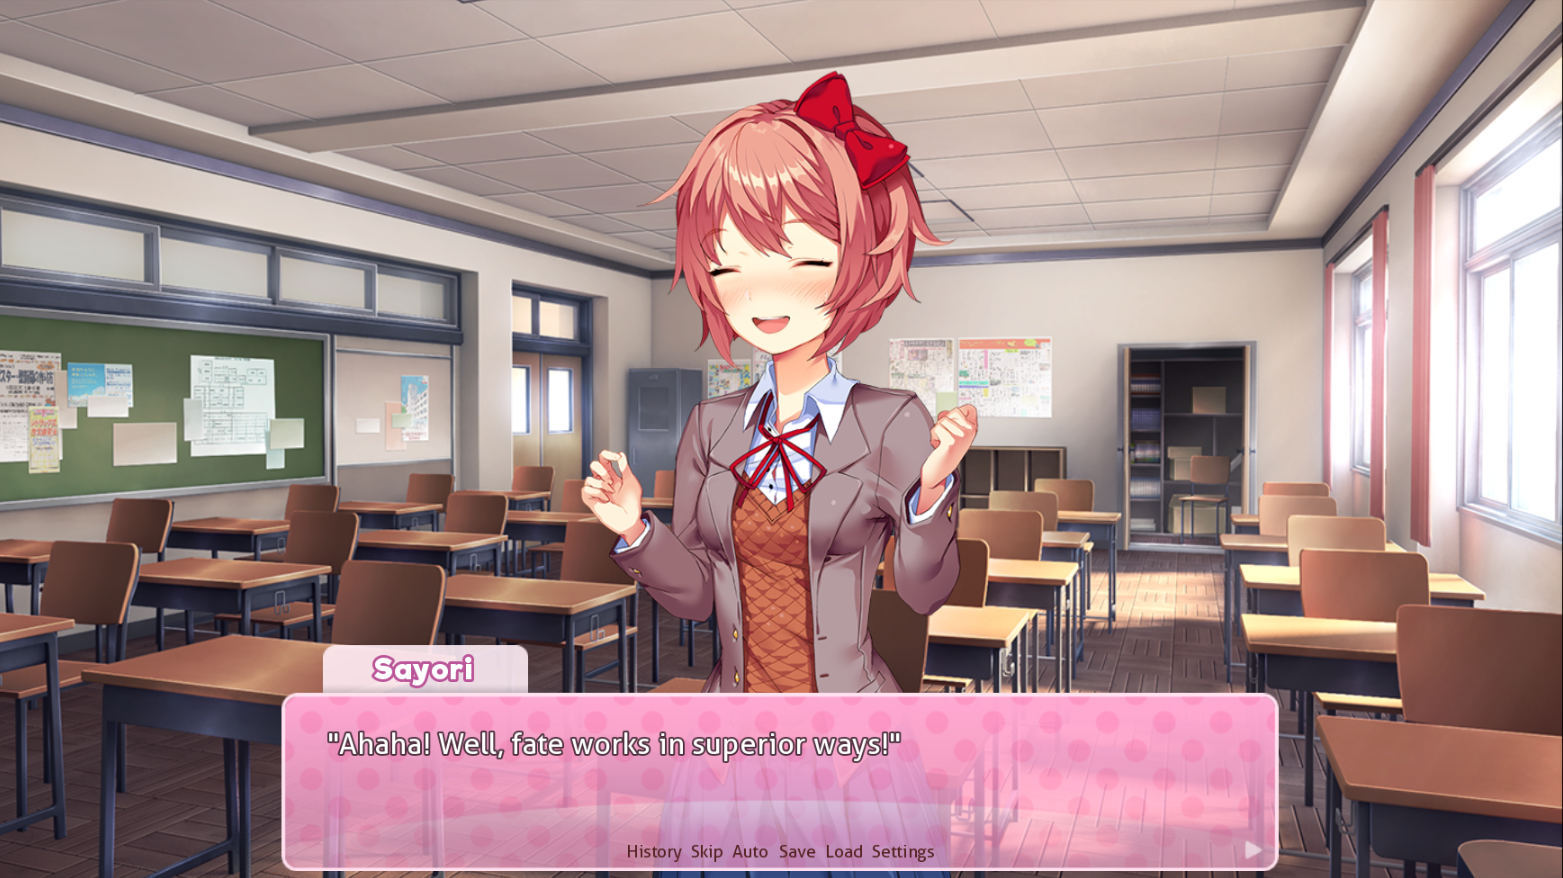 Sayori
"Ahaha! Well, fate works in superior ways!"
History Skip Auto Save Load Settings